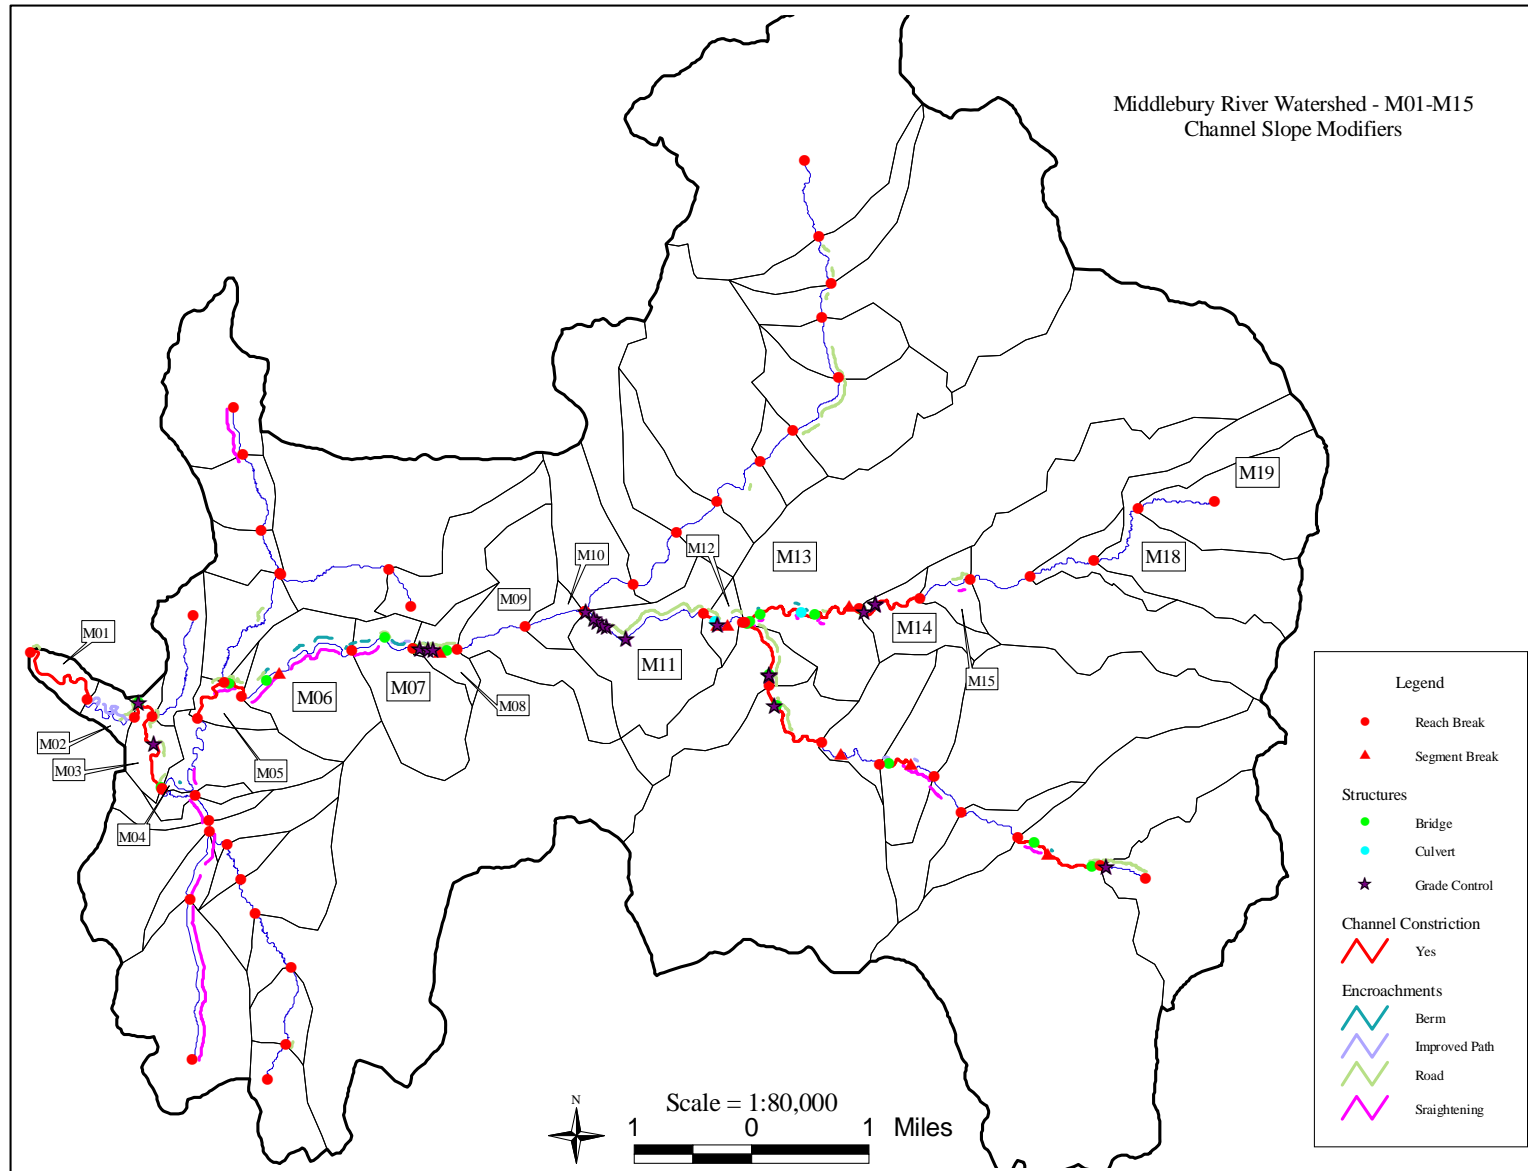 Middlebury River Watershed - M01-M15
Channel Slope Modifiers
M19
M18
M13
M12
M10
M09
M14
M15
M11
M01
M06
M07
M08
M02
M03
M05
M04
Legend
Reach Break
Segment Break
Structures
Bridge
Culvert
Grade Control
Channel Constriction
Yes
Encroachments
Berm
Improved Path
Road
Sraightening
N
Scale = 1:80,000
1 0 1 Miles